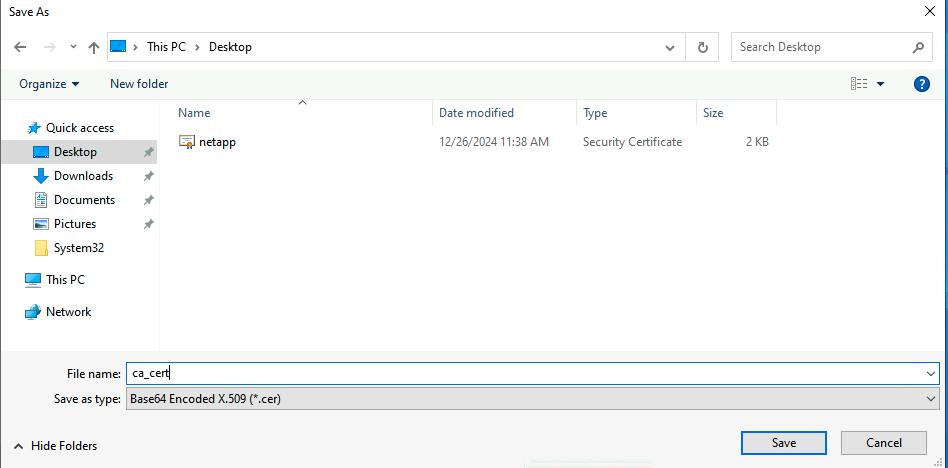 Save As
This PC > Desktop
Search Desktop
Organize
New folder
?
Name
Date modified
Type
Size
Quick access
Desktop
Downloads
Documents
Pictures
System32
This PC
Network
netapp
12/26/2024 11:38 AM
Security Certificate
2 KB
File name:
ca_cert
Save as type:
Base64 Encoded X.509 (*.cer)
Hide Folders
Save
Cancel